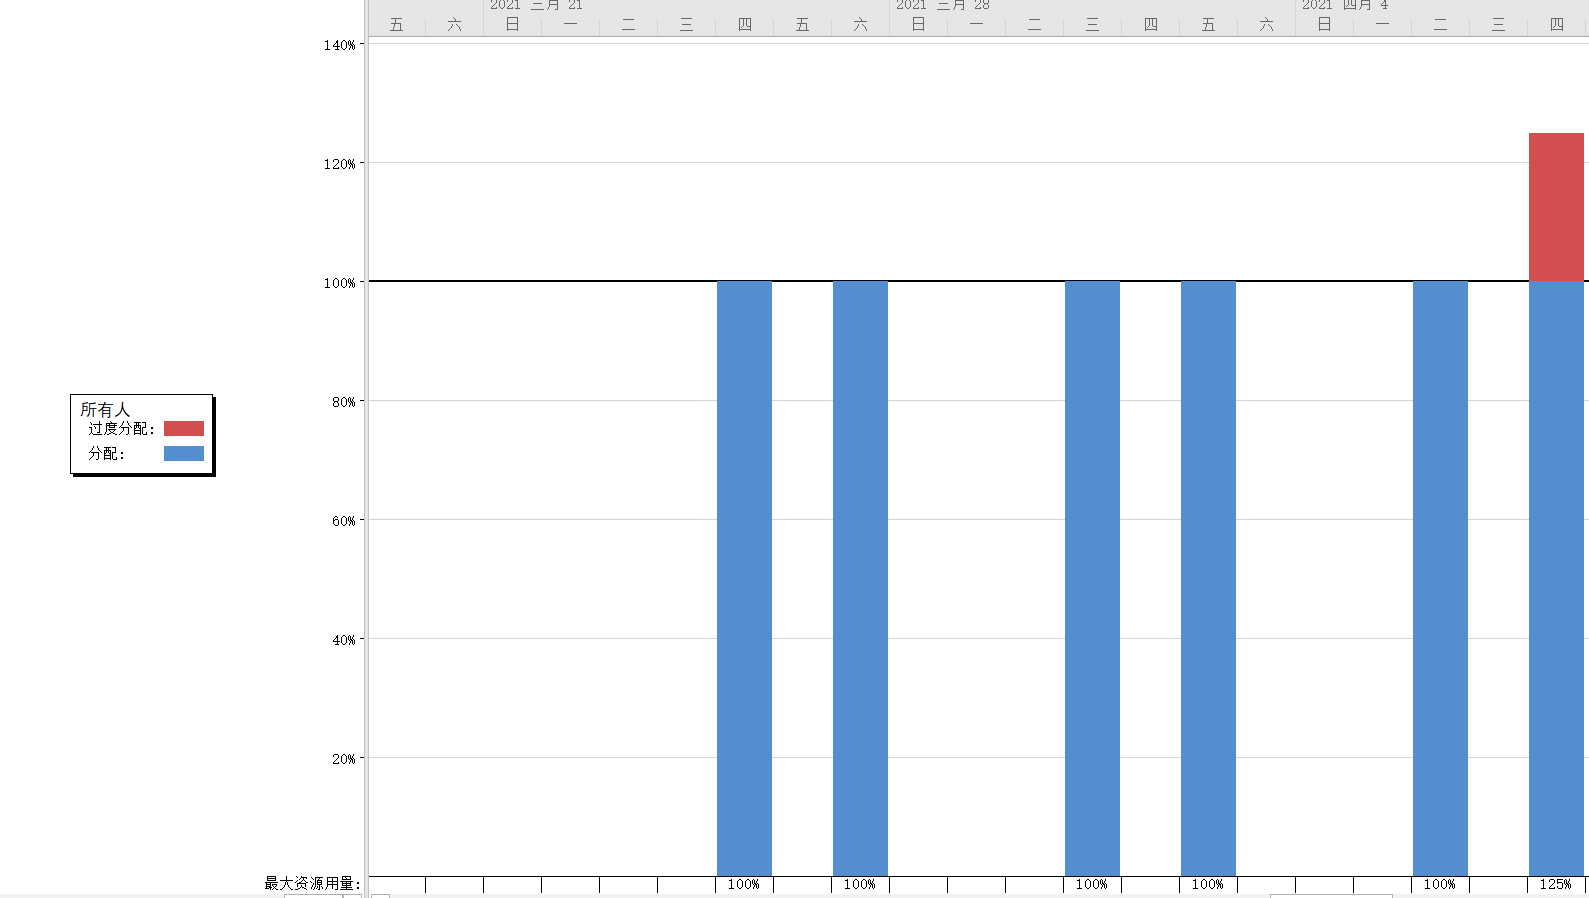 2021 三月 21 2021 三月 28 2021 四月 4
五 六 日 一 二 三 四 五 六 日 一 二 三 四 五 六 日 一 二 三 四
140%
120%
100%
80%
所有人
过度分配:
分配:
60%
40%
20%
最大资源用量: 100% 100% 100% 100% 100% 125%